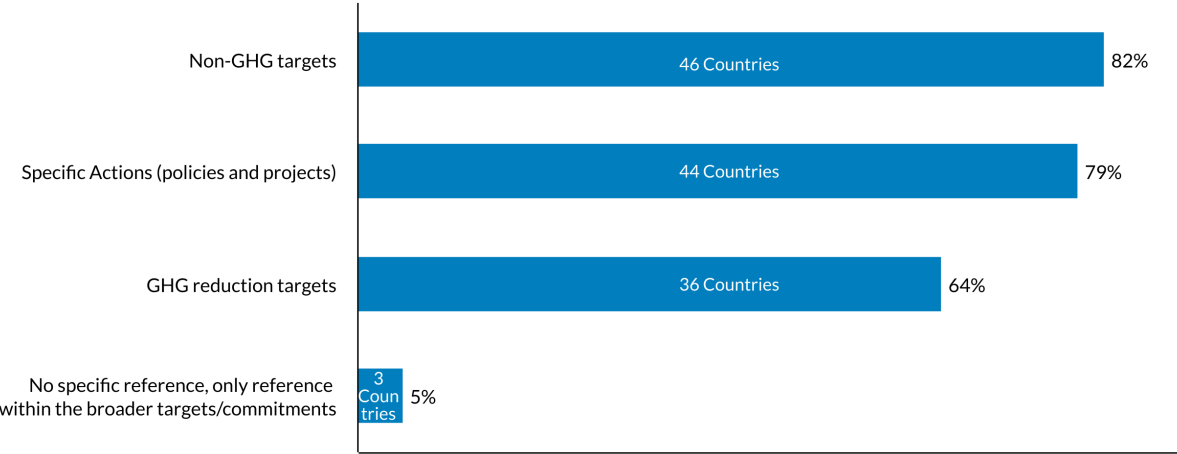 Non-GHG targets
46 Countries
82%
Specific Actions (policies and projects)
44 Countries
79%
GHG reduction targets
36 Countries
64%
No specific reference, only reference
within the broader targets/commitments
3
Coun
tries
5%